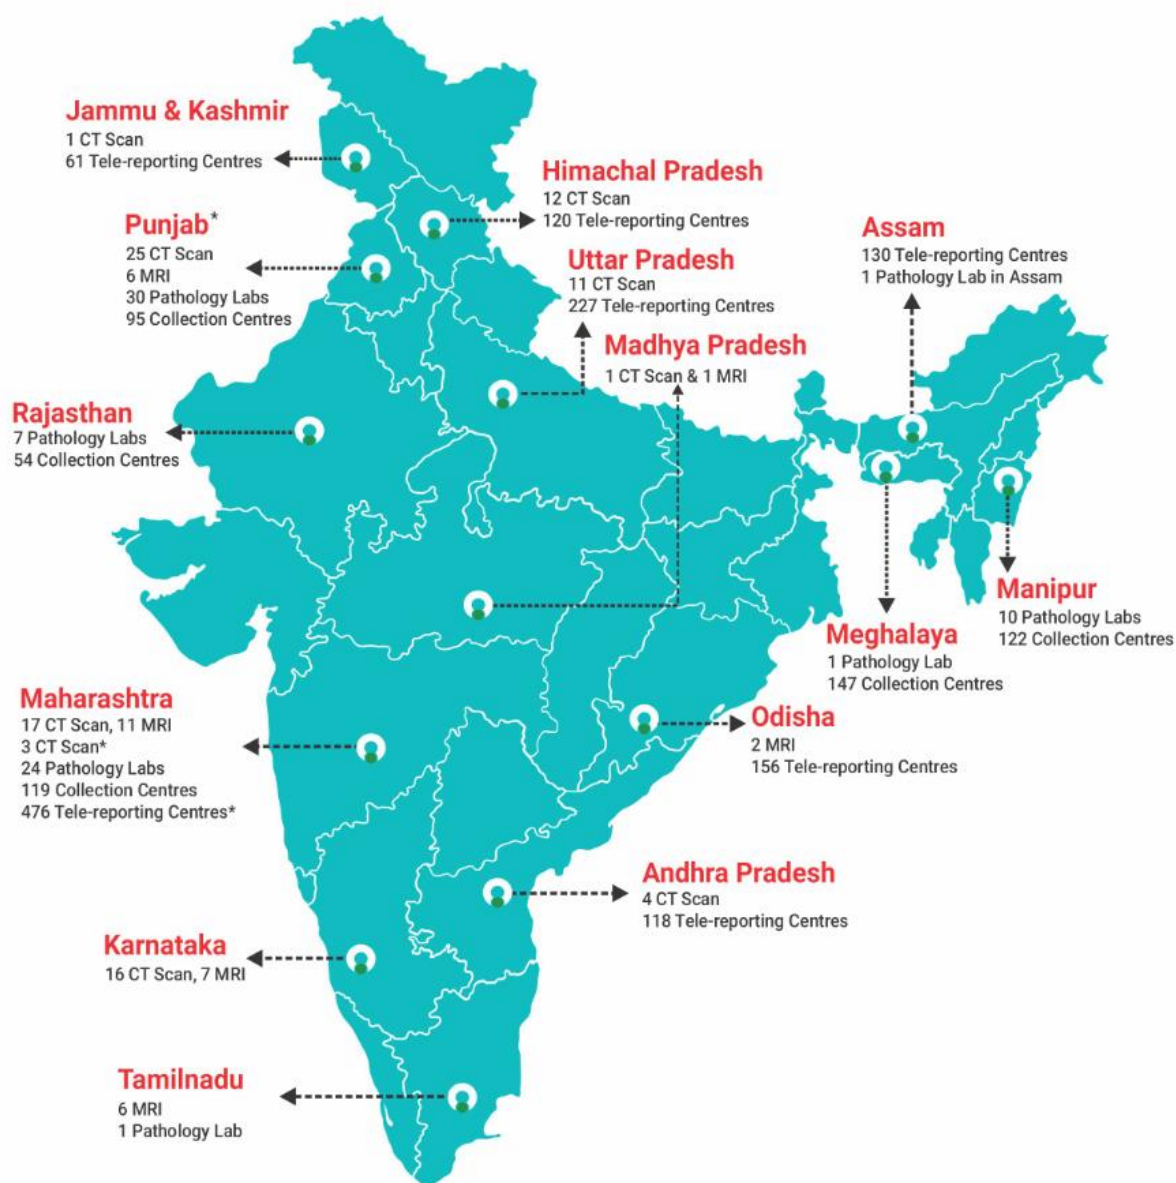 Jammu & Kashmir
1 CT Scan
61 Tele-reporting Centres
Himachal Pradesh
12 CT Scan
120 Tele-reporting Centres
Punjab*
25 CT Scan
6 MRI
30 Pathology Labs
95 Collection Centres
Uttar Pradesh
11 CT Scan
227 Tele-reporting Centres
Assam
130 Tele-reporting Centres
1 Pathology Lab in Assam
Madhya Pradesh
1 CT Scan & 1 MRI
Rajasthan
7 Pathology Labs
54 Collection Centres
Manipur
10 Pathology Labs
122 Collection Centres
Meghalaya
1 Pathology Lab
147 Collection Centres
Maharashtra
17 CT Scan, 11 MRI
3 CT Scan*
24 Pathology Labs
119 Collection Centres
476 Tele-reporting Centres*
Odisha
2 MRI
156 Tele-reporting Centres
Andhra Pradesh
4 CT Scan
118 Tele-reporting Centres
Karnataka
16 CT Scan, 7 MRI
Tamilnadu
6 MRI
1 Pathology Lab